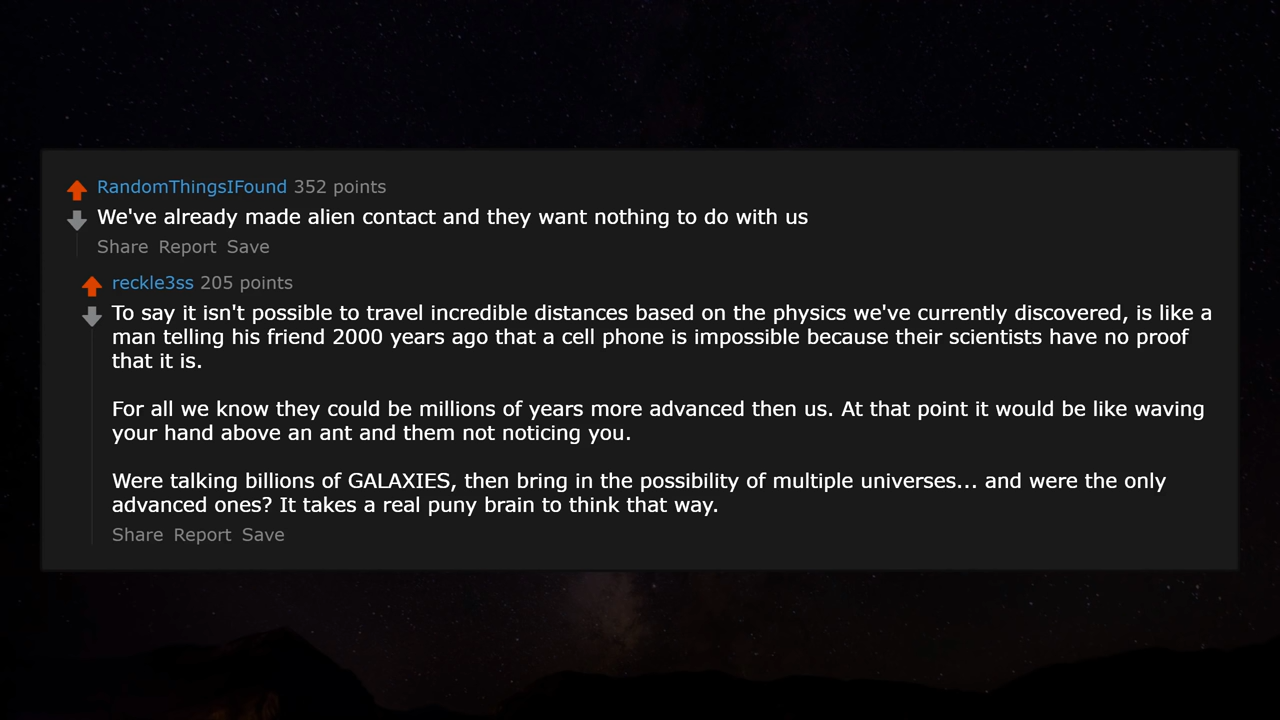 RandomThingsIFound 352 points
We've already made alien contact and they want nothing to do with us
Share Report Save
reckle3ss 205 points
To say it isn't possible to travel incredible distances based on the physics we've currently discovered, is like a
man telling his friend 2000 years ago that a cell phone is impossible because their scientists have no proof
that it is.
For all we know they could be millions of years more advanced then us. At that point it would be like waving
your hand above an ant and them not noticing you.
Were talking billions of GALAXIES, then bring in the possibility of multiple universes... and were the only
advanced ones? It takes a real puny brain to think that way.
Share Report Save